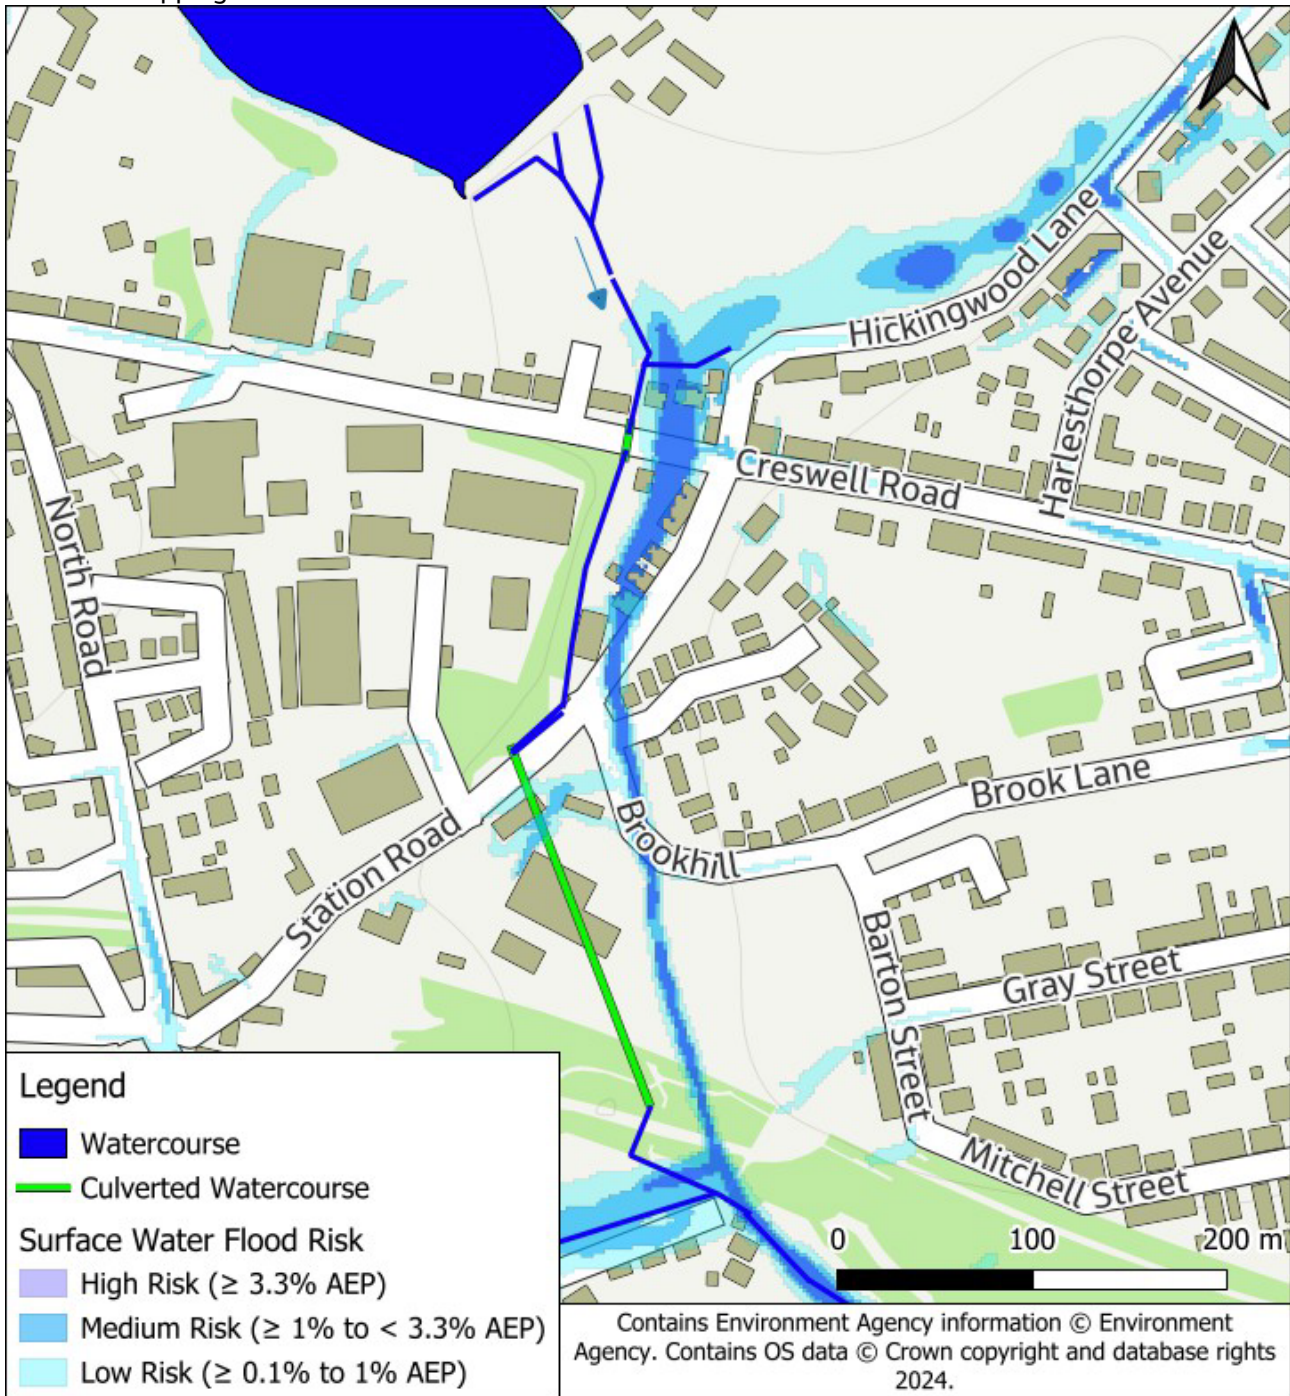 Hickingwood Lane
Harlesthorpe Avenue
Creswell Road
North Road
Brook Lane
Brookhill
Station Road
Barton Street
Gray Street
Mitchell Street
Legend
Watercourse
Culverted Watercourse
Surface Water Flood Risk
High Risk (≥ 3.3% AEP)
Medium Risk (≥ 1% to < 3.3% AEP)
Low Risk (≥ 0.1% to 1% AEP)
0 100 200 m
Contains Environment Agency information © Environment
Agency. Contains OS data © Crown copyright and database rights
2024.